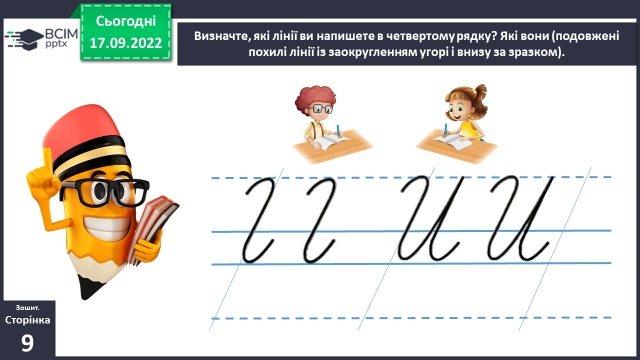 ВСІМ
pptx
Сьогодні
17.09.2022
Визначте, які лінії ви напишете в четвертому рядку? Які вони (подовжені
похилі лінії із заокругленням угорі і внизу за зразком).
Зошит.
Сторінка
9